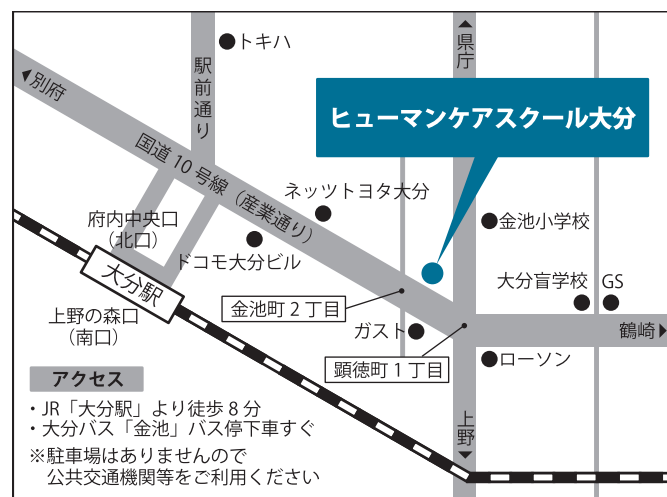 トキハ
▲県庁
◀別府
駅前通り
ヒューマンケアスクール大分
国道10号線（産業通り）
ネッツトヨタ大分
府内中央口
（北口）
金池小学校
ドコモ大分ビル
大分駅
大分盲学校
GS
金池町2丁目
上野の森口
（南口）
ガスト
鶴崎▶
顕徳町1丁目
ローソン
アクセス
・JR「大分駅」より徒歩8分
・大分バス「金池」バス停下車すぐ
※駐車場はありませんので
公共交通機関等をご利用ください
上野▼